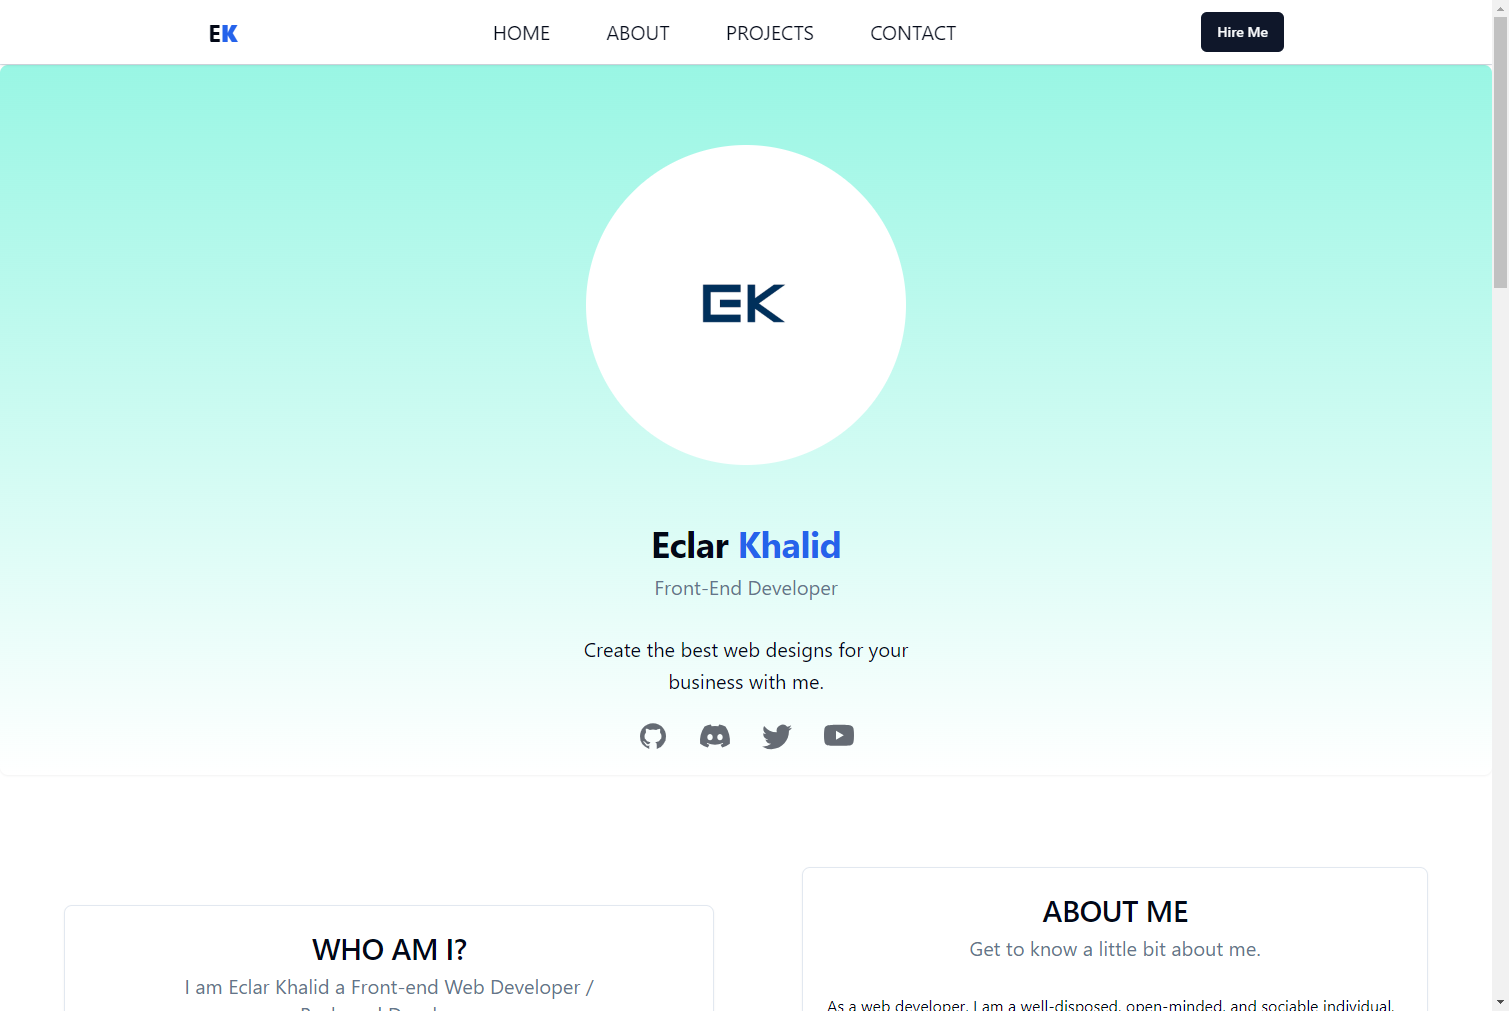 EK
HOME
ABOUT
PROJECTS
CONTACT
Hire Me
EK
Eclar Khalid
Front-End Developer
Create the best web designs for your
business with me.
WHO AM I?
I am Eclar Khalid a Front-end Web Developer /
ABOUT ME
Get to know a little bit about me.
As a web developer, I am a well-disposed, open-minded, and sociable individual.